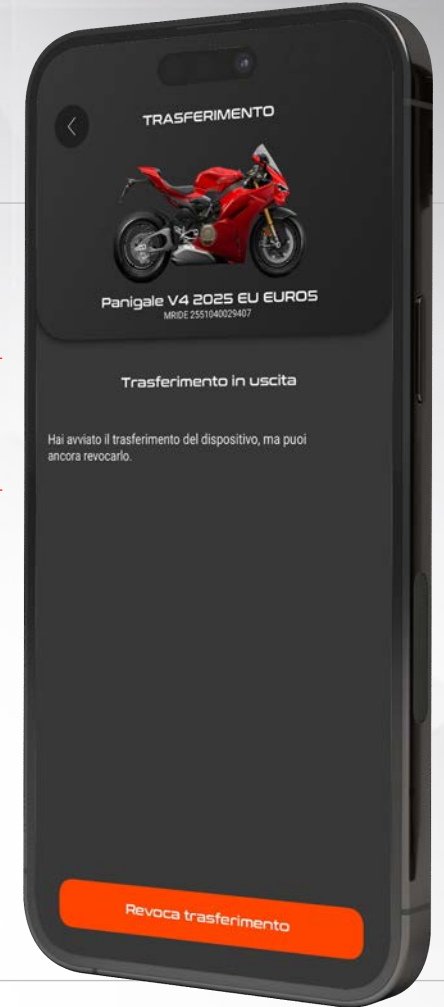 TRASFERIMENTO
Panigale V4 2025 EU EURO5
MRIDE 2551040029407
Trasferimento in uscita
Hai avviato il trasferimento del dispositivo, ma puoi
ancora revocarlo.
Revoca trasferimento